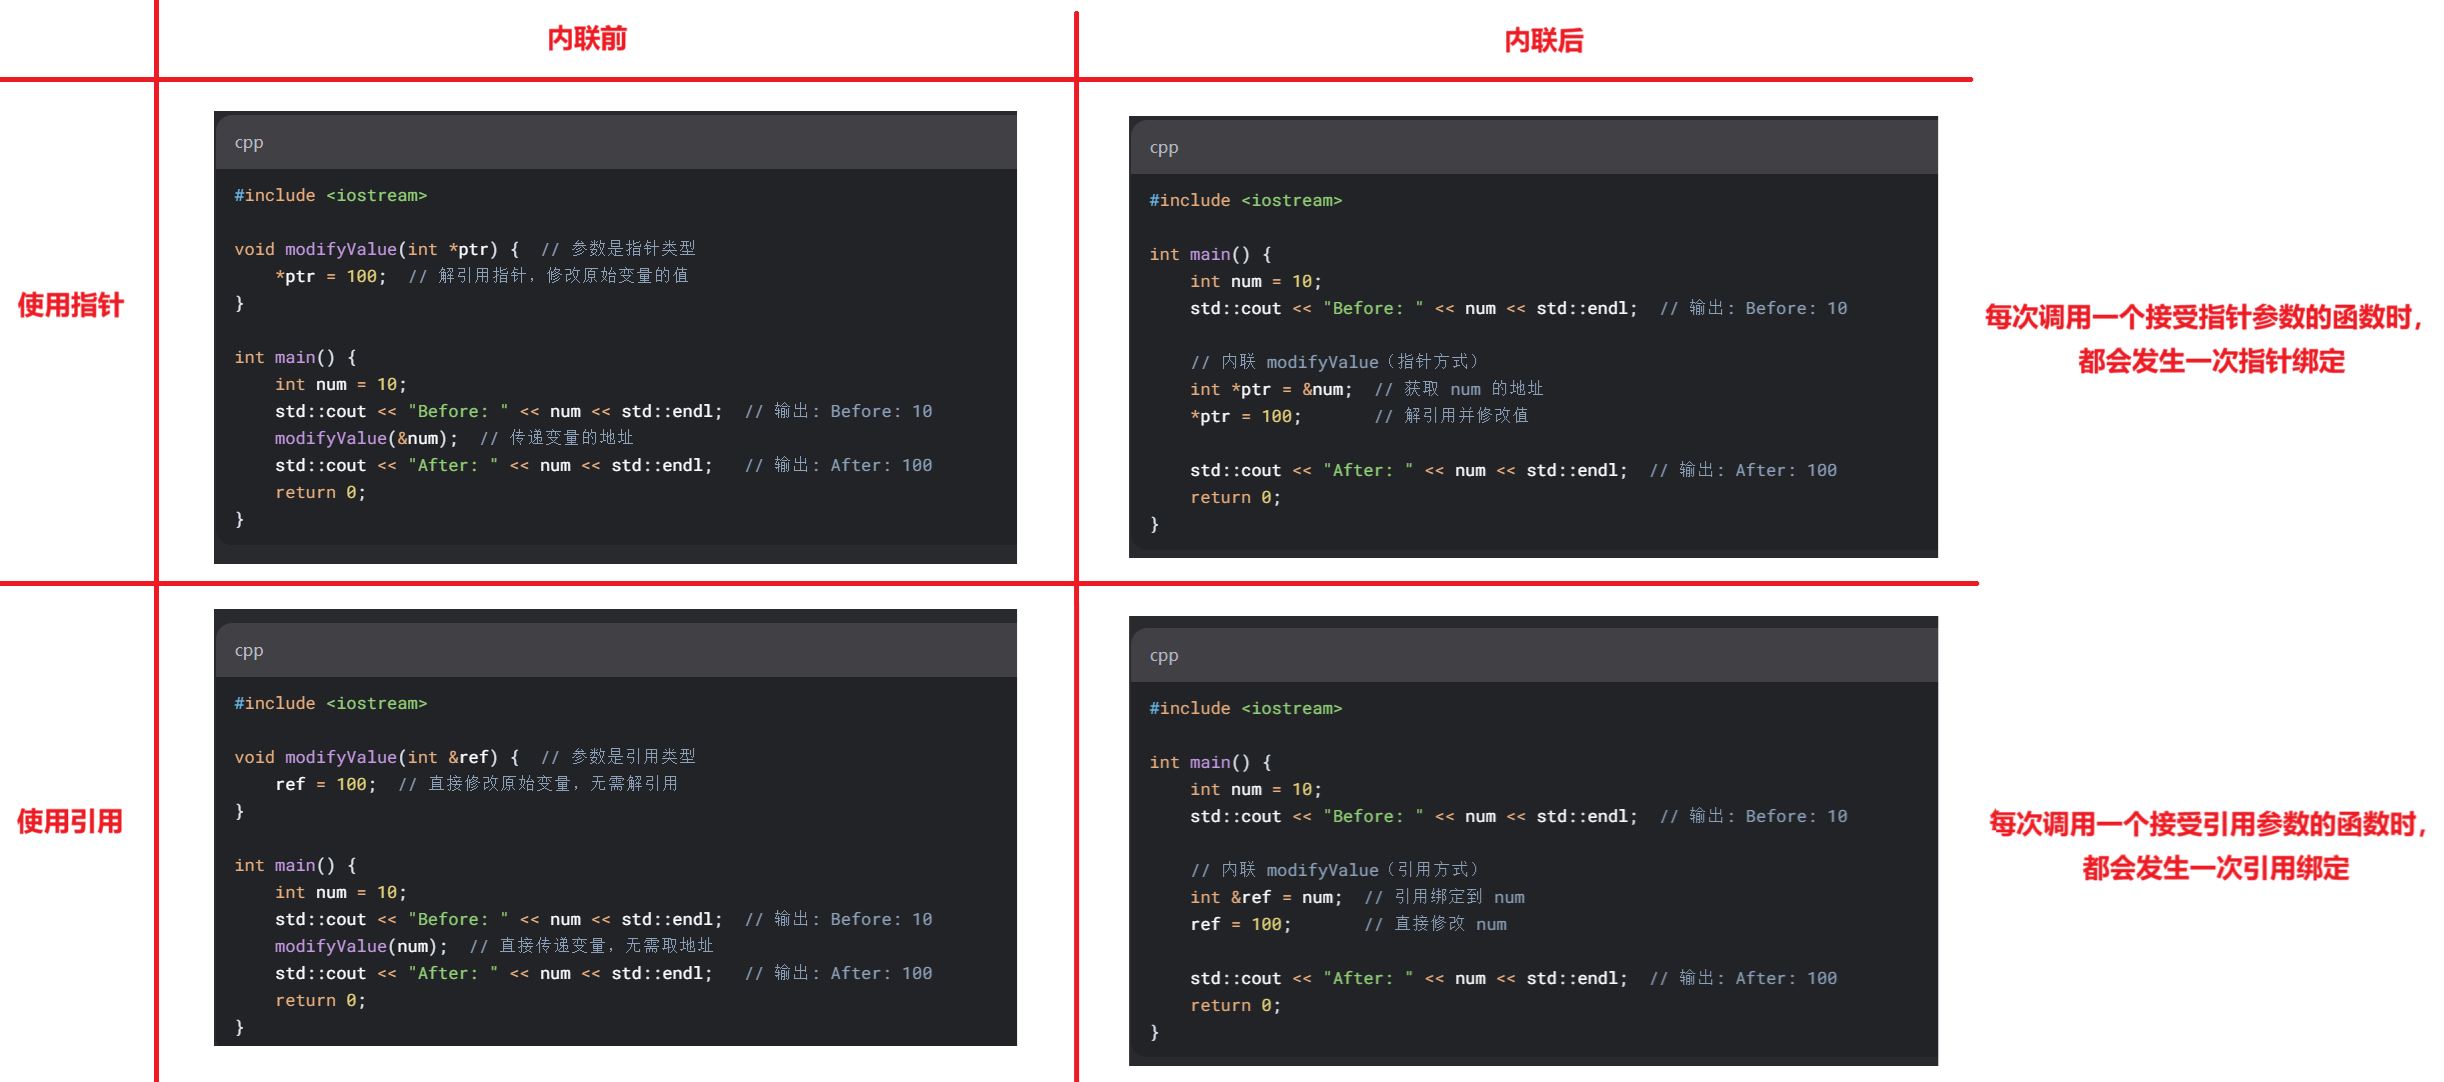 内联前
内联后
使用指针
cpp
#include <iostream>
void modifyValue(int *ptr) {  // 参数是指针类型
    *ptr = 100;  // 解引用指针，修改原始变量的值
}
int main() {
    int num = 10;
    std::cout << "Before: " << num << std::endl;  // 输出: Before: 10
    modifyValue(&num);  // 传递变量的地址
    std::cout << "After: " << num << std::endl;   // 输出: After: 100
    return 0;
}
cpp
#include <iostream>
int main() {
    int num = 10;
    std::cout << "Before: " << num << std::endl;  // 输出: Before: 10
    // 内联 modifyValue（指针方式）
    int *ptr = &num;  // 获取 num 的地址
    *ptr = 100;       // 解引用并修改值
    std::cout << "After: " << num << std::endl;  // 输出: After: 100
    return 0;
}
每次调用一个接受指针参数的函数时，
都会发生一次指针绑定
使用引用
cpp
#include <iostream>
void modifyValue(int &ref) {  // 参数是引用类型
    ref = 100;  // 直接修改原始变量，无需解引用
}
int main() {
    int num = 10;
    std::cout << "Before: " << num << std::endl;  // 输出: Before: 10
    modifyValue(num);  // 直接传递变量，无需取地址
    std::cout << "After: " << num << std::endl;   // 输出: After: 100
    return 0;
}
cpp
#include <iostream>
int main() {
    int num = 10;
    std::cout << "Before: " << num << std::endl;  // 输出: Before: 10
    // 内联 modifyValue（引用方式）
    int &ref = num;  // 引用绑定到 num
    ref = 100;       // 直接修改 num
    std::cout << "After: " << num << std::endl;  // 输出: After: 100
    return 0;
}
每次调用一个接受引用参数的函数时，
都会发生一次引用绑定